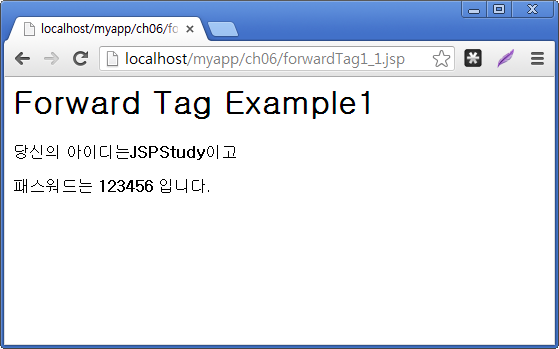 localhost/myapp/ch06/fo
localhost/myapp/ch06/forwardTag1_1.jsp
Forward Tag Example1
당신의 아이디는JSPStudy이고
패스워드는 123456 입니다.